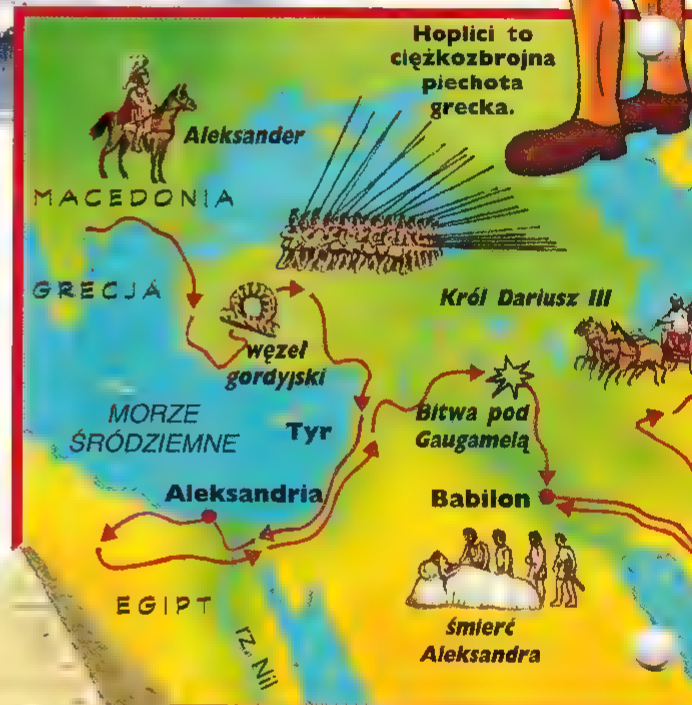 Hoplici to
ciężkozbrojna
piechota
grecka.
Aleksander
MACEDONIA
GRECJA
Król Dariusz III
węzeł
gordyjski
MORZE
ŚRÓDZIEMNE
Tyr
Bitwa pod
Gaugamelą
Aleksandria
Babilon
EGIPT
rz. Nil
śmierć
Aleksandra